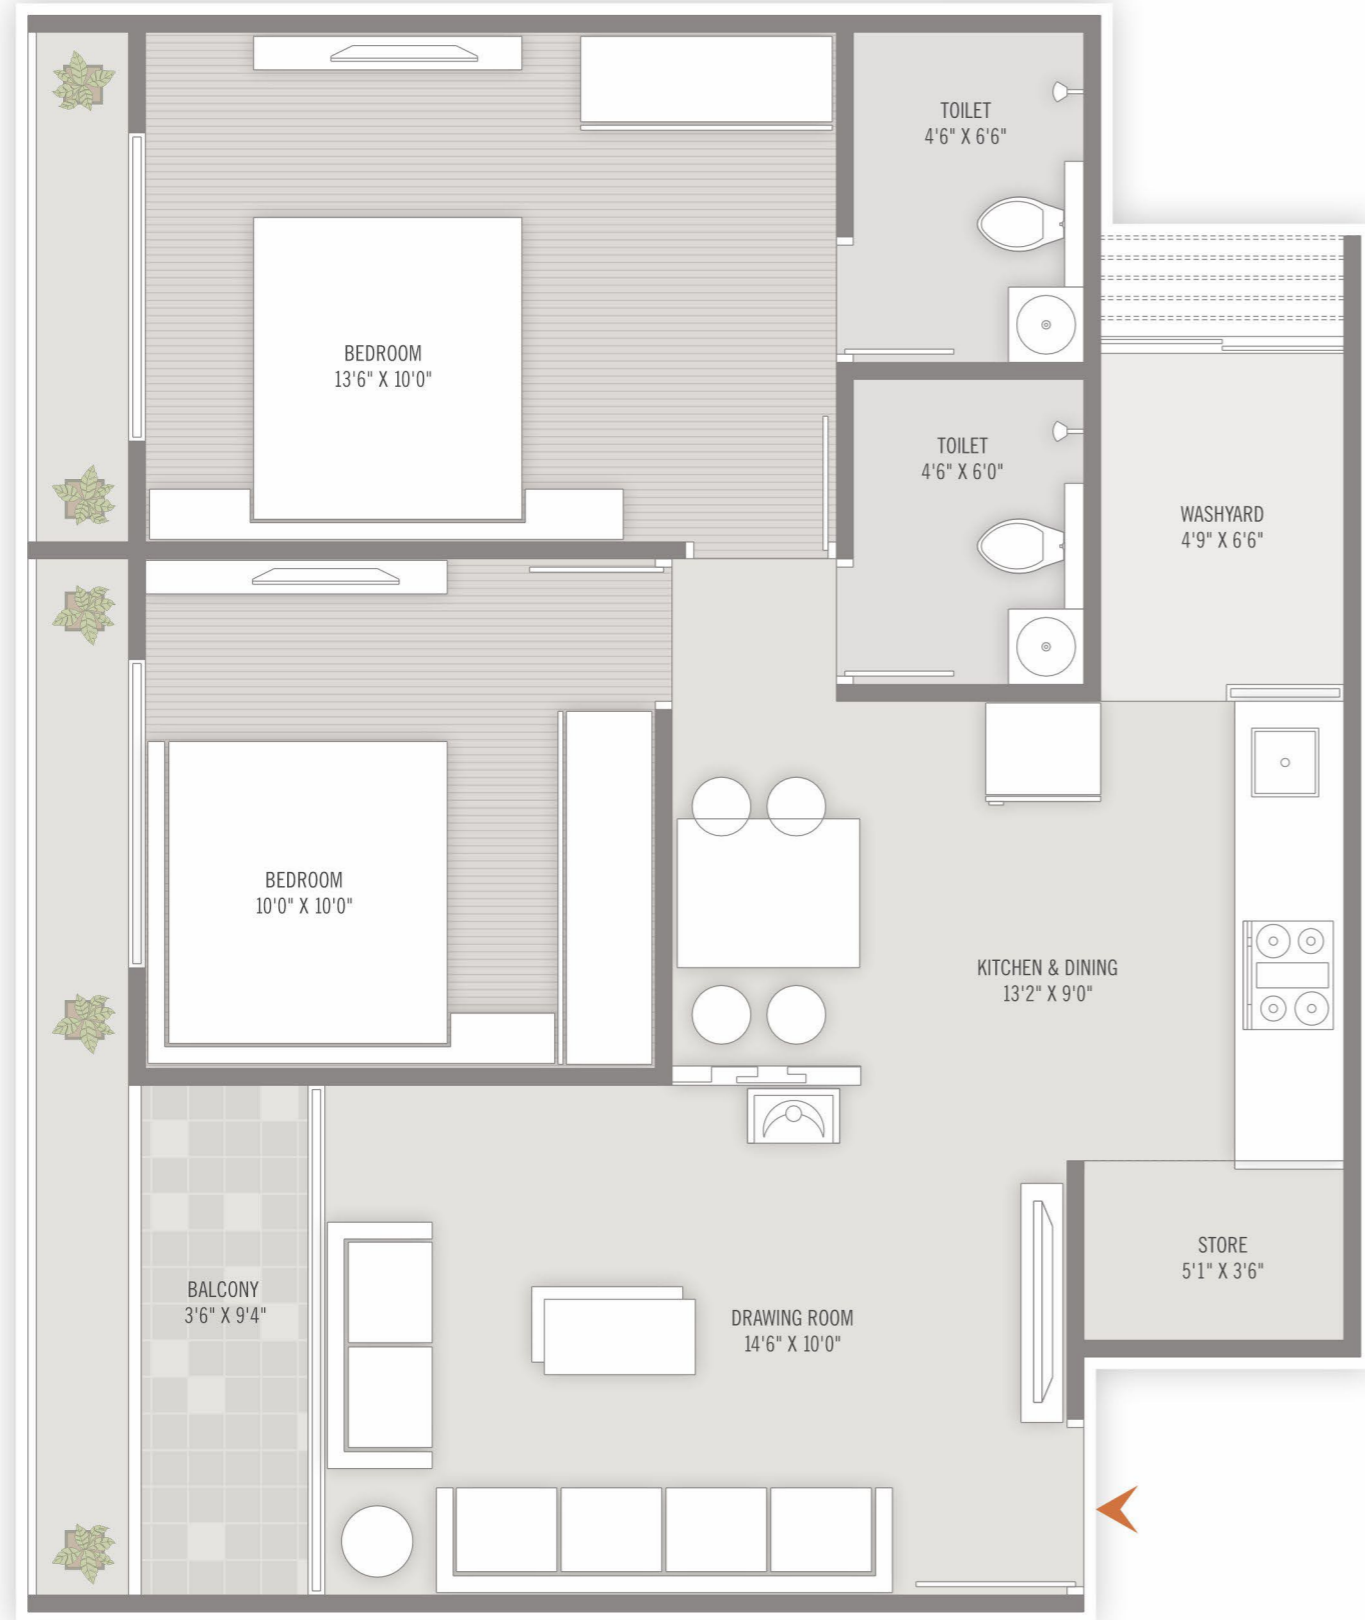 TOILET
4'6" X 6'6"
BEDROOM
13'6" X 10'0"
TOILET
4'6" X 6'0"
WASHYARD
4'9" X 6'6"
BEDROOM
10'0" X 10'0"
KITCHEN & DINING
13'2" X 9'0"
STORE
5'1" X 3'6"
BALCONY
3'6" X 9'4"
DRAWING ROOM
14'6" X 10'0"